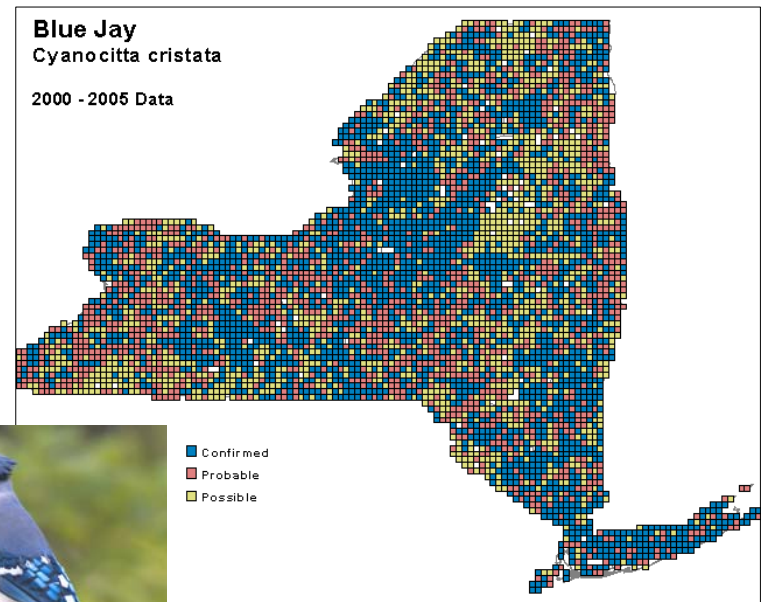 Blue Jay
Cyanocitta cristata
2000 - 2005 Data
Confirmed
Probable
Possible